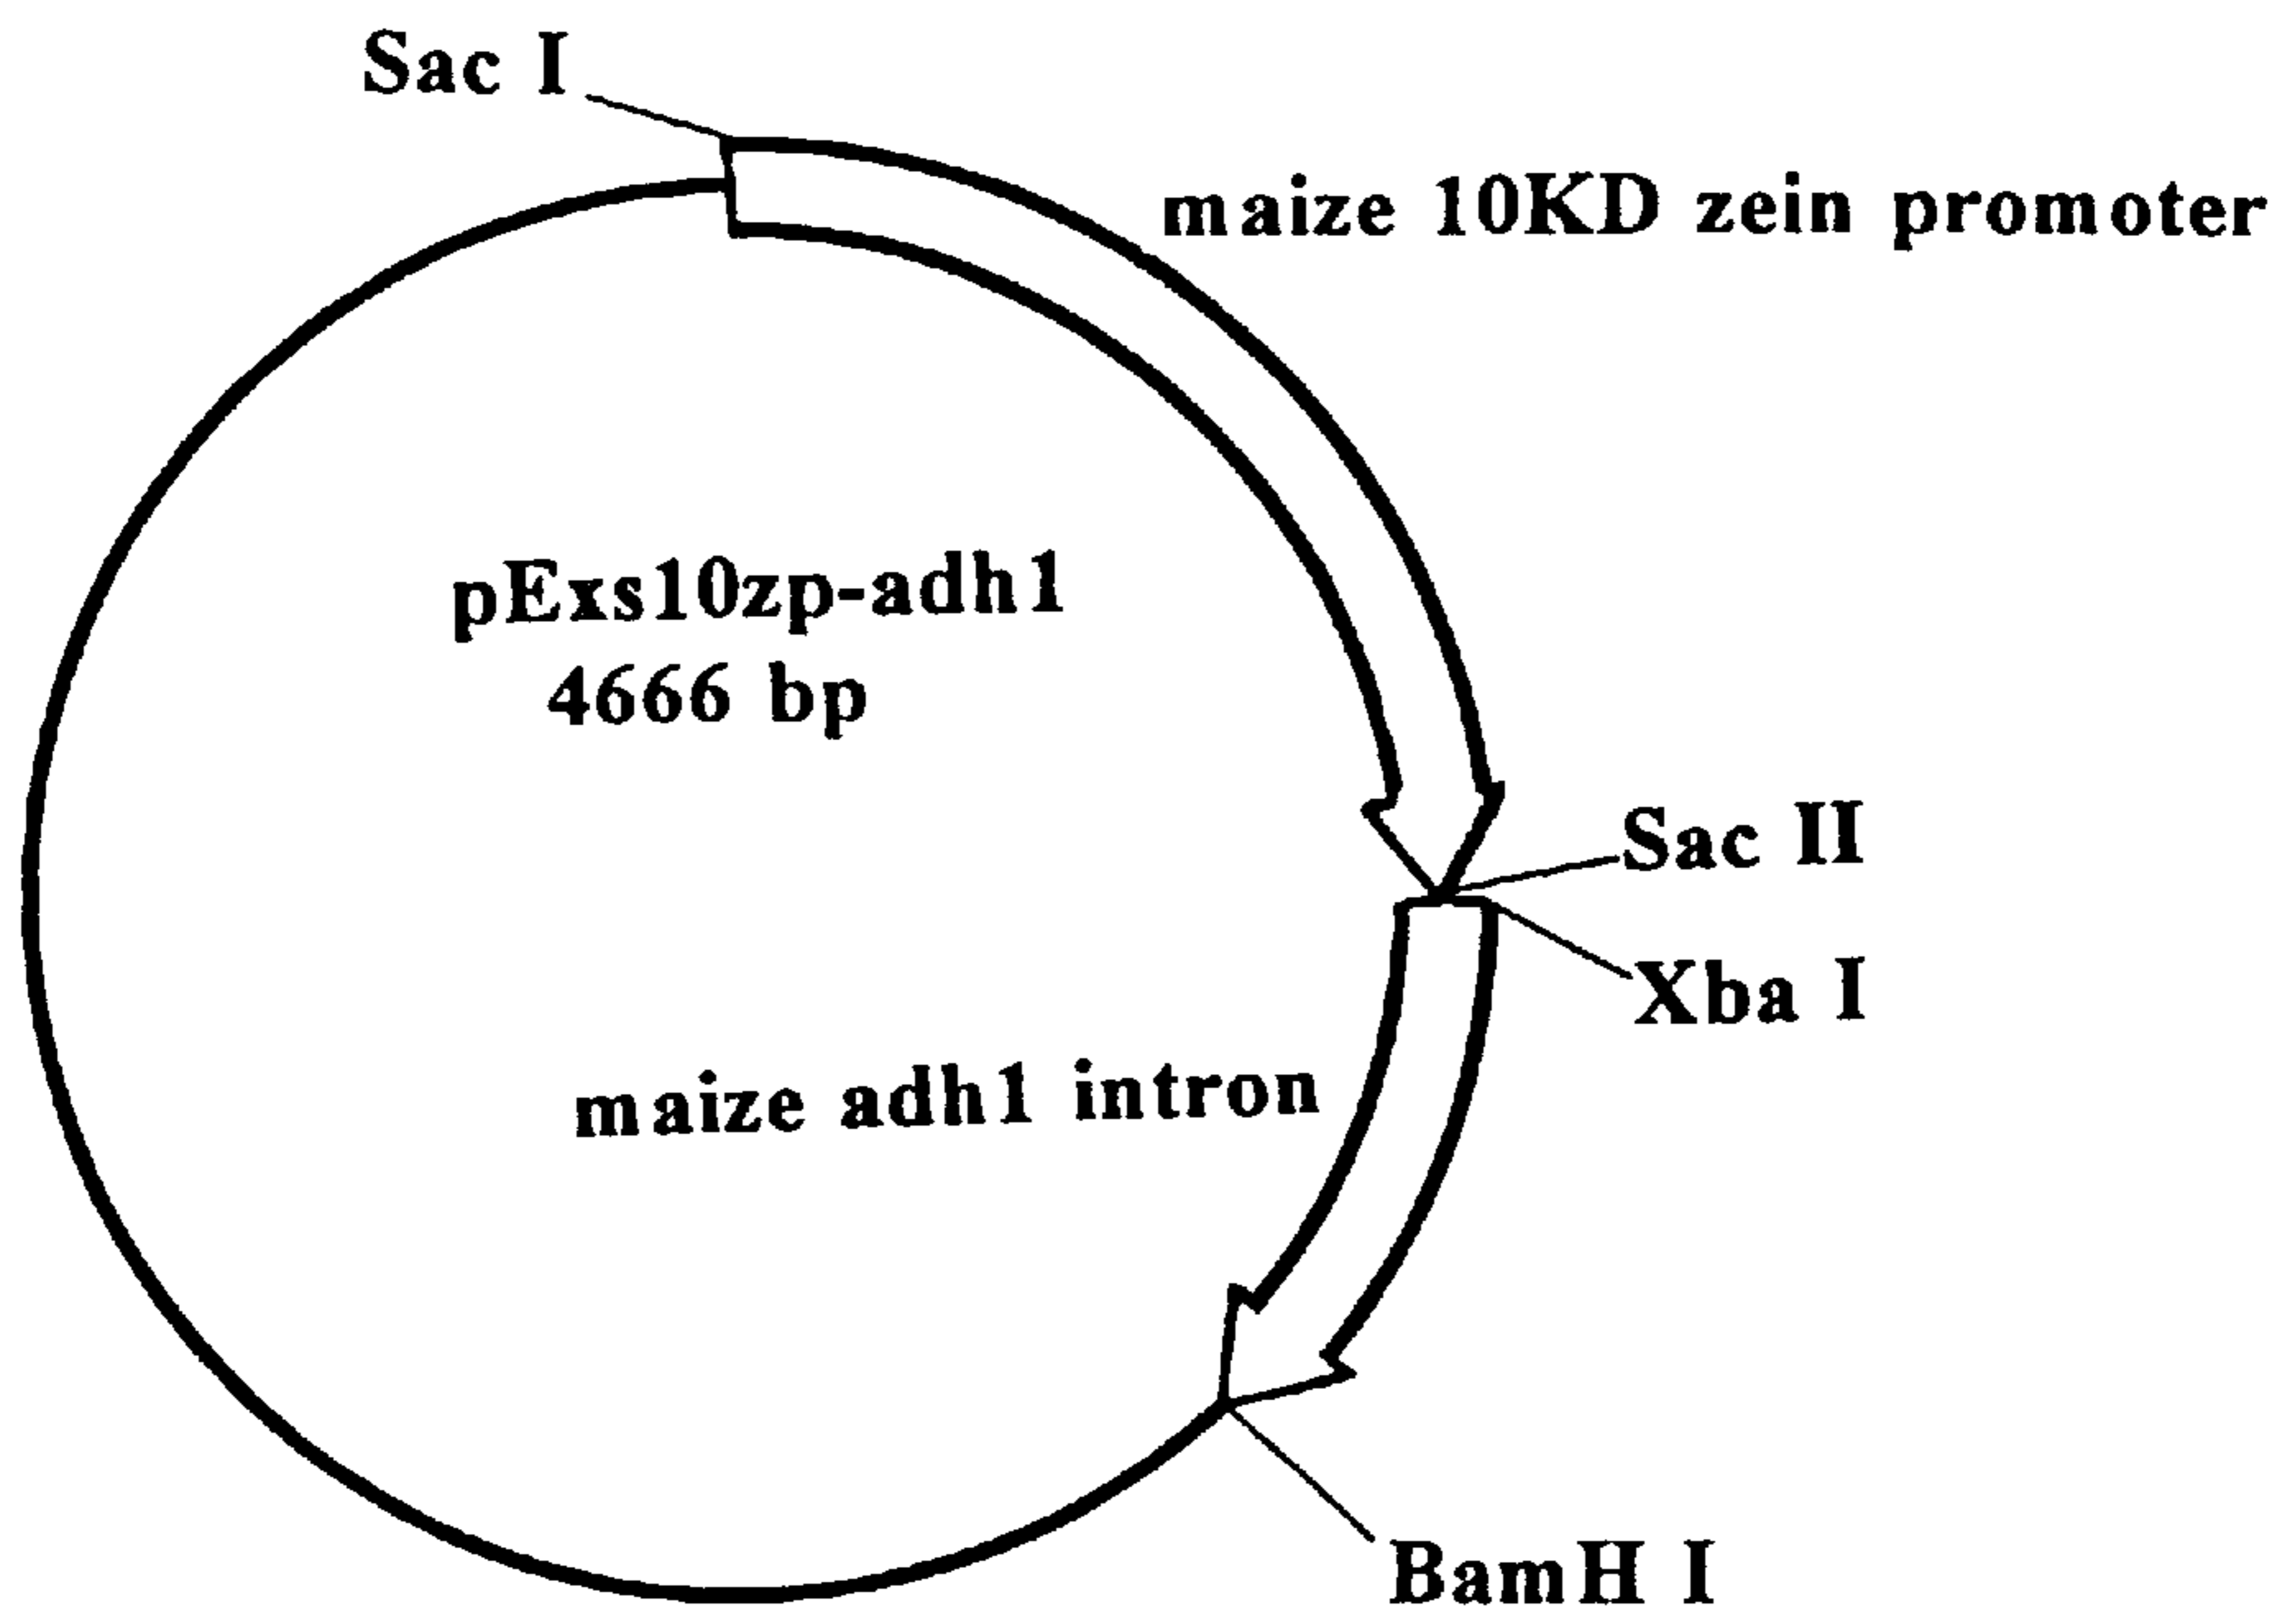 Sac I
maize 10KD zein promoter
pExs10zp-adh1
4666 bp
Sac II
Xba I
maize adh1 intron
BamH I